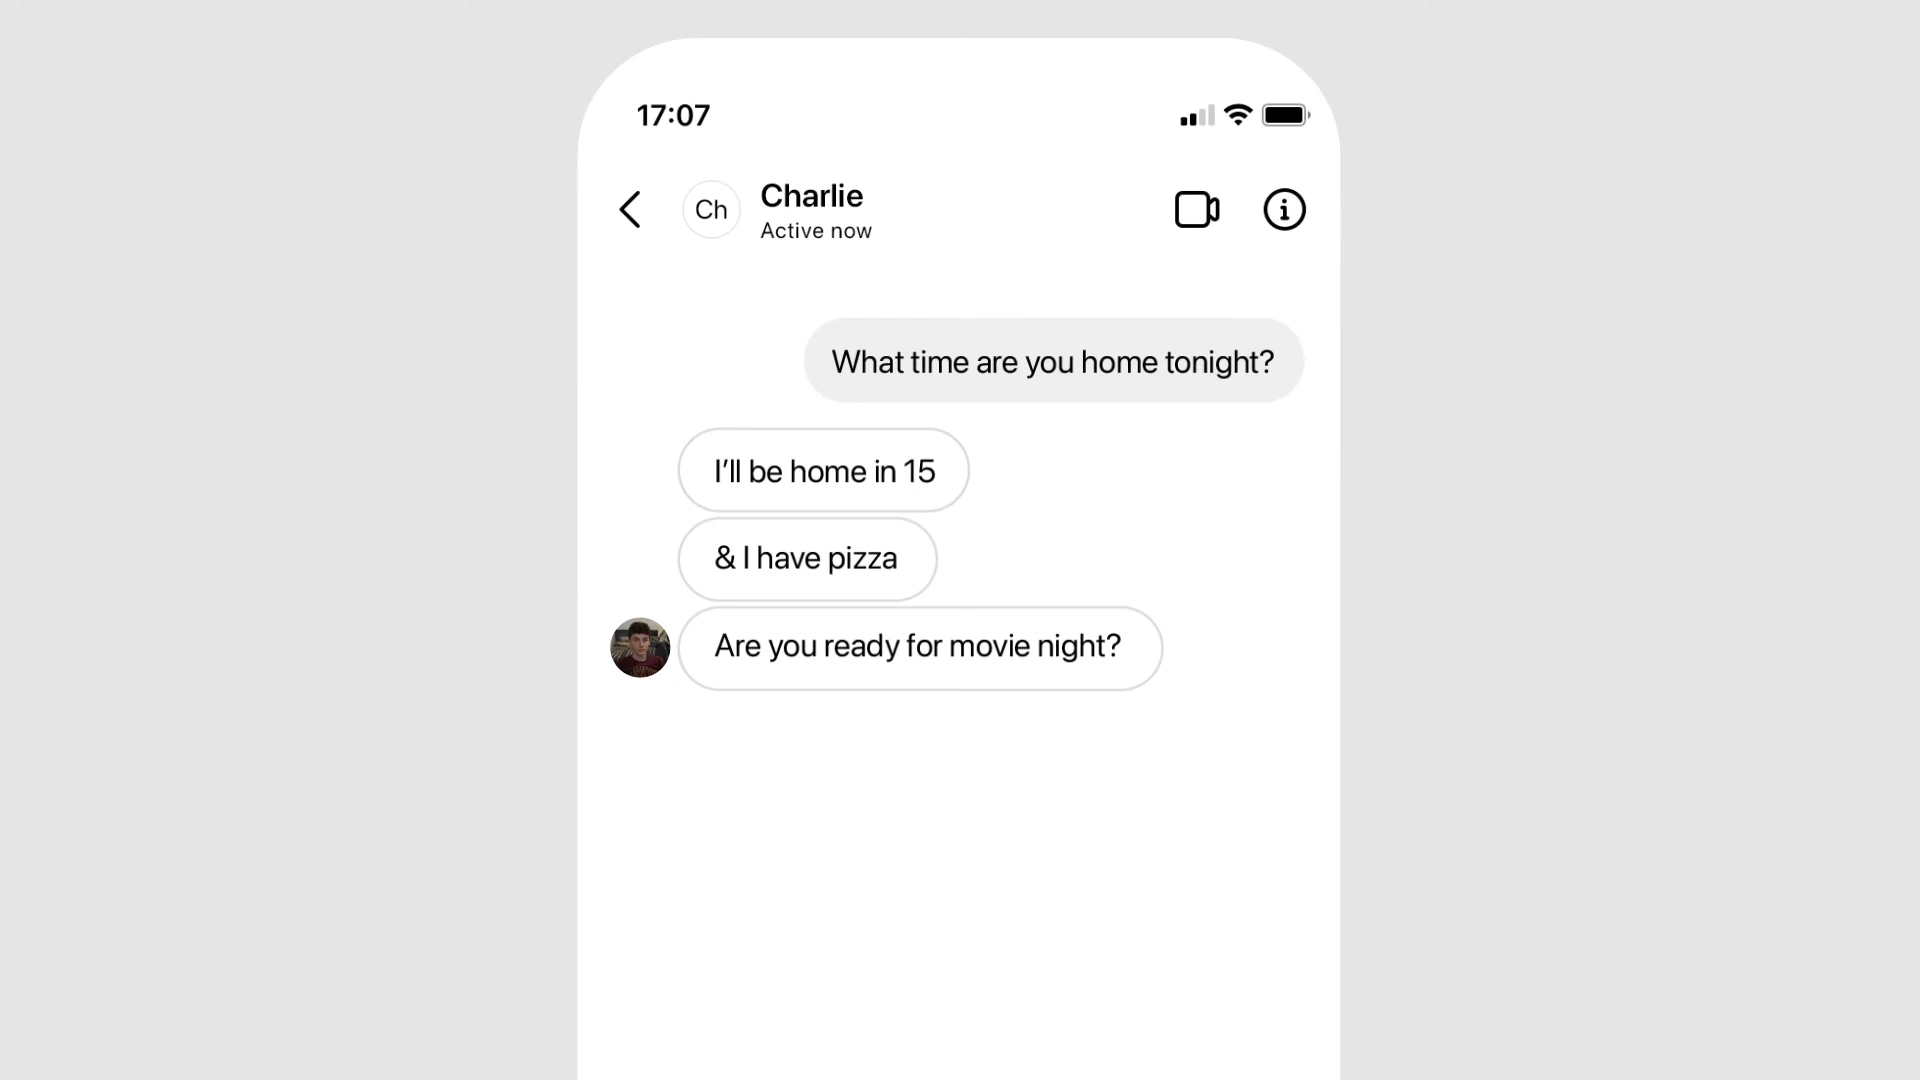 17:07
Ch
Charlie
Active now
What time are you home tonight?
I’ll be home in 15
& I have pizza
Are you ready for movie night?